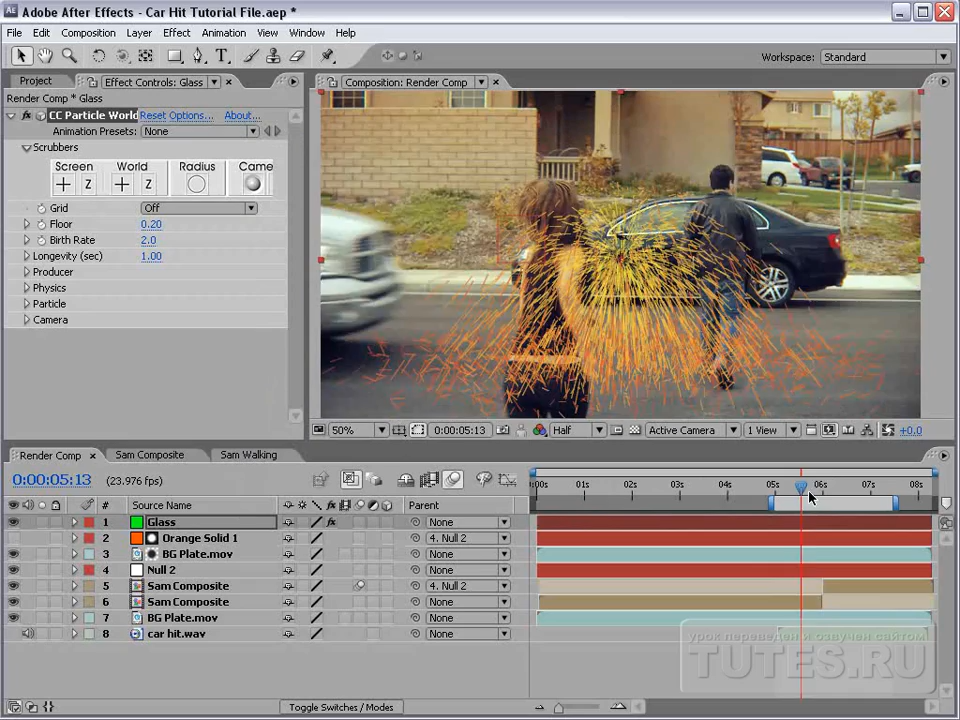 Adobe After Effects - Car Hit Tutorial File.aep *
File Edit Composition Layer Effect Animation View Window Help
Workspace: Standard
Project Effect Controls: Glass
Composition: Render Comp
Render Comp * Glass
CC Particle World Reset Options... About...
Animation Presets: None
Scrubbers
Screen World Radius Came
Z Z
Grid Off
Floor 0.20
Birth Rate 2.0
Longevity (sec) 1.00
Producer
Physics
Particle
Camera
50% 0:00:05:13 Half Active Camera 1 View +0,0
Render Comp Sam Composite Sam Walking
0:00:05:13 (23.976 fps)
:00s 01s 02s 03s 04s 05s 06s 07s 08s
# Source Name Parent
1 Glass None
2 Orange Solid 1 4. Null 2
3 BG Plate.mov None
4 Null 2 None
5 Sam Composite 4. Null 2
6 Sam Composite None
7 BG Plate.mov None
8 car hit.wav None
урок переведен и озвучен сайтом
TUTES.RU
Toggle Switches / Modes